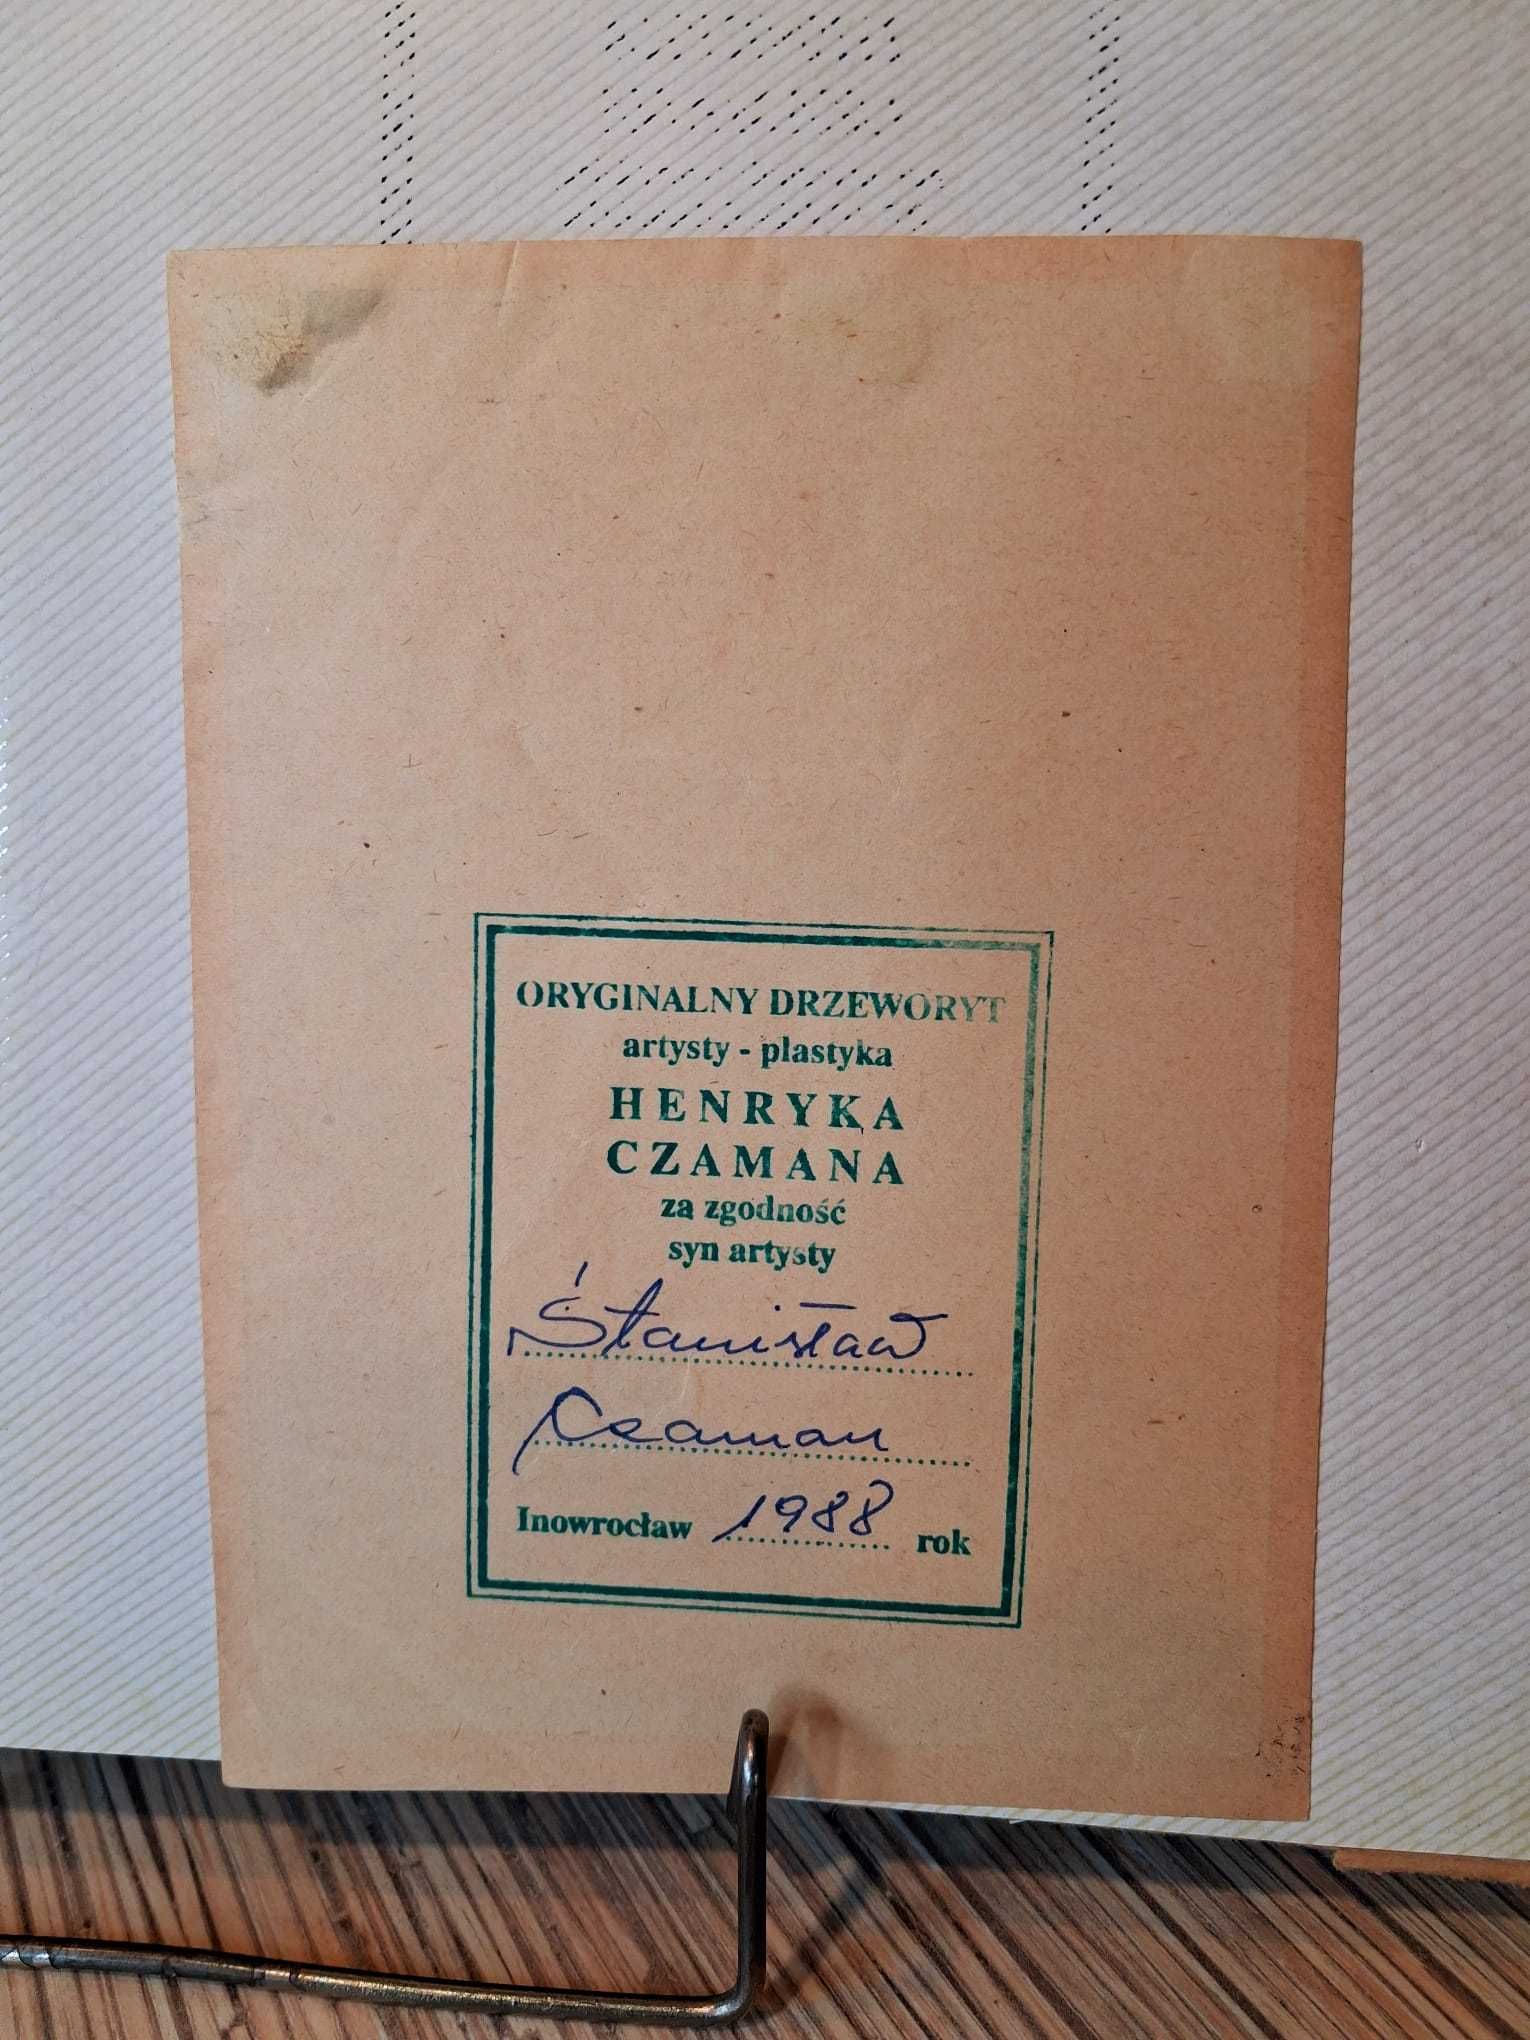 ORYGINALNY DRZEWORYT
artysty - plastyka
HENRYKA
CZAMANA
za zgodność
syn artysty
Stanisław
Czaman
Inowrocław 1988 rok